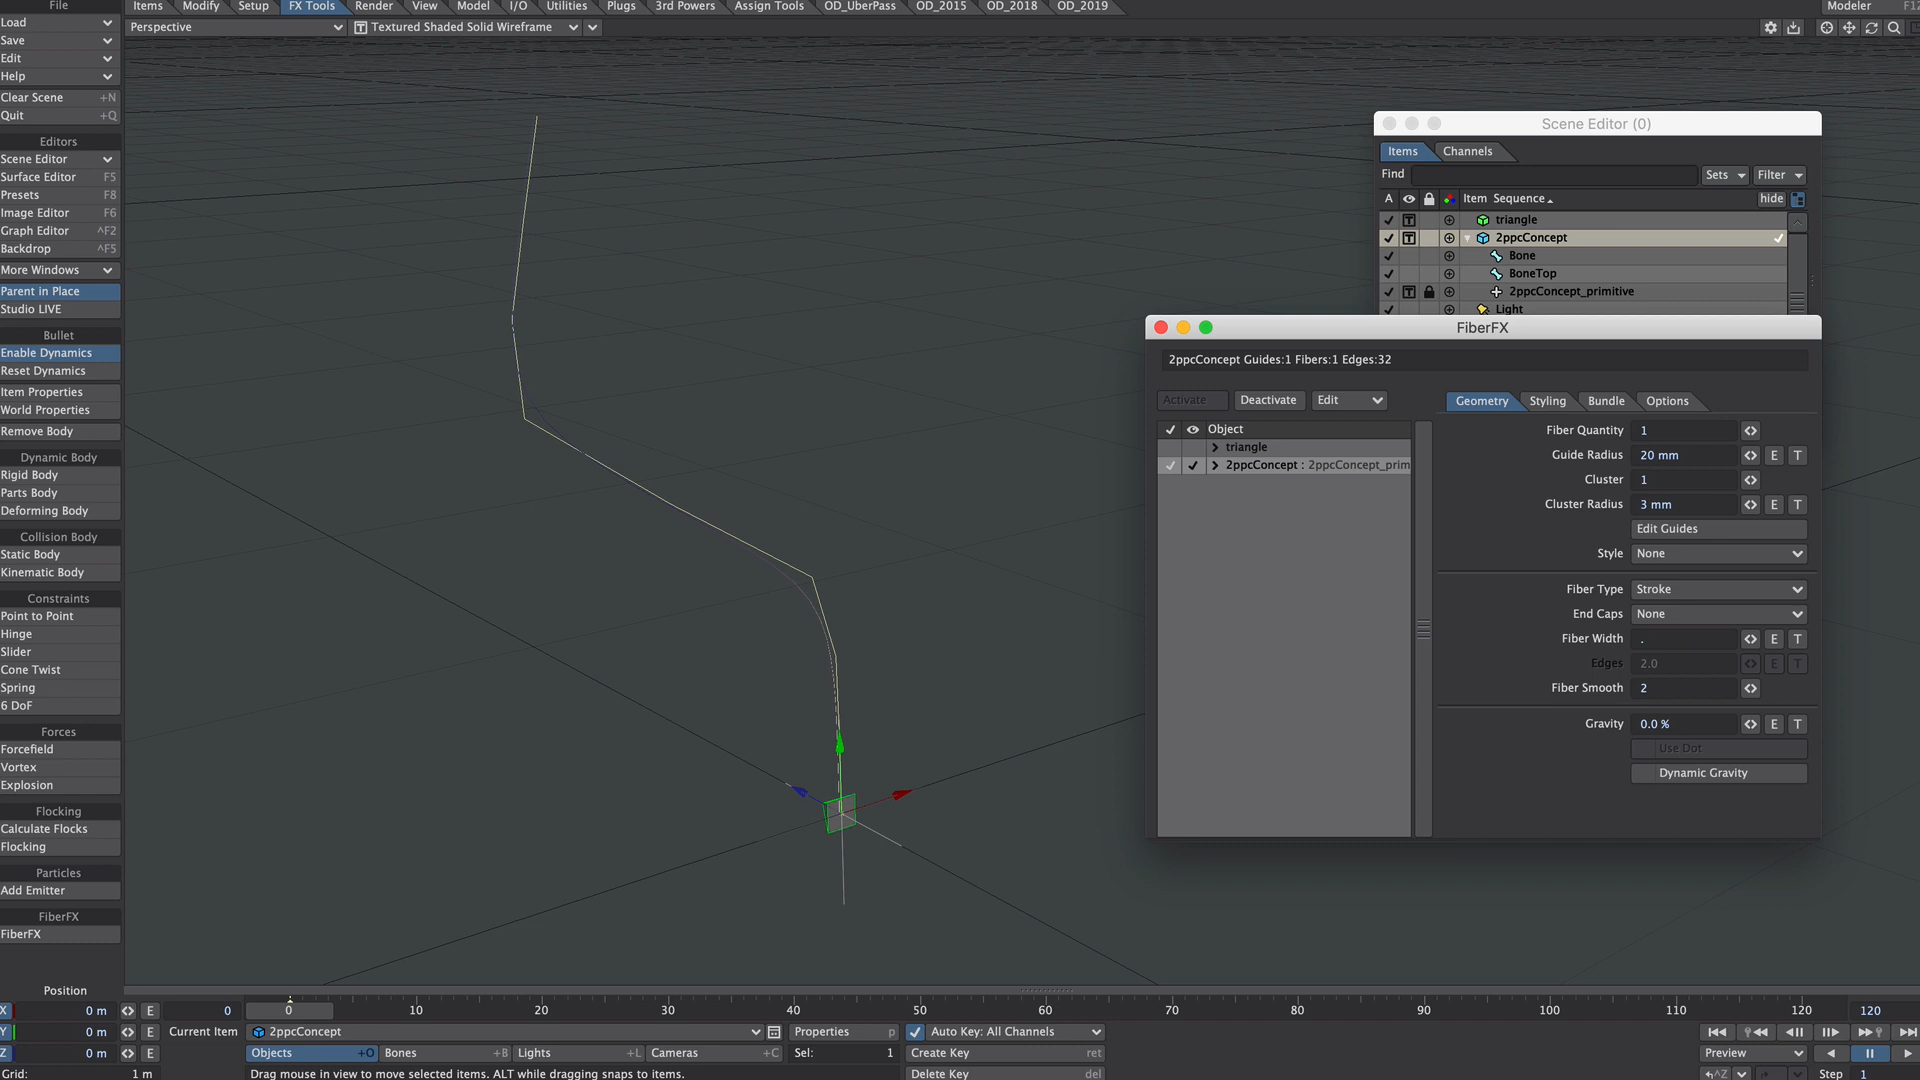 File
Items Modify Setup FX Tools Render View Model I/O Utilities Plugs 3rd Powers Assign Tools OD_UberPass OD_2015 OD_2018 OD_2019 Modeler F12
Load
Perspective Textured Shaded Solid Wireframe
Save
Edit
Help
Clear Scene +N
Quit +Q
Editors
Scene Editor
Surface Editor F5
Presets F8
Image Editor F6
Graph Editor ^F2
Backdrop ^F5
More Windows
Parent in Place
Studio LIVE
Bullet
Enable Dynamics
Reset Dynamics
Item Properties
World Properties
Remove Body
Dynamic Body
Rigid Body
Parts Body
Deforming Body
Collision Body
Static Body
Kinematic Body
Constraints
Point to Point
Hinge
Slider
Cone Twist
Spring
6 DoF
Forces
Forcefield
Vortex
Explosion
Flocking
Calculate Flocks
Flocking
Particles
Add Emitter
FiberFX
FiberFX
Scene Editor (0)
Items Channels
Find Sets Filter
A Item Sequence hide
T triangle
T 2ppcConcept
Bone
BoneTop
T 2ppcConcept_primitive
Light
FiberFX
2ppcConcept Guides:1 Fibers:1 Edges:32
Activate Deactivate Edit
Object
triangle
2ppcConcept : 2ppcConcept_prim
Geometry Styling Bundle Options
Fiber Quantity 1
Guide Radius 20 mm E T
Cluster 1
Cluster Radius 3 mm E T
Edit Guides
Style None
Fiber Type Stroke
End Caps None
Fiber Width . E T
Edges 2.0 E T
Fiber Smooth 2
Gravity 0.0 % E T
Use Dot
Dynamic Gravity
Position
X 0 m E 0 0 10 20 30 40 50 60 70 80 90 100 110 120 120
Y 0 m E Current Item 2ppcConcept Properties p Auto Key: All Channels
Z 0 m E Objects +O Bones +B Lights +L Cameras +C Sel: 1 Create Key ret Preview
Grid: 1 m Drag mouse in view to move selected items. ALT while dragging snaps to items. Delete Key del ^Z Step 1